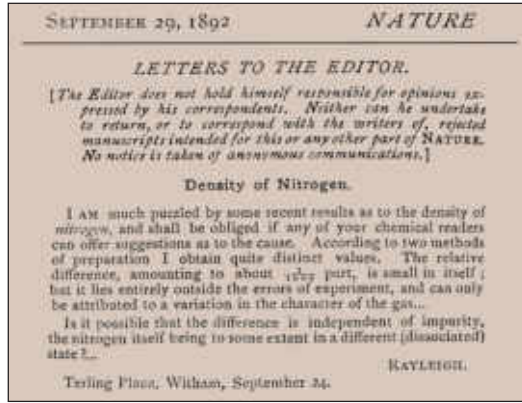 SEPTEMBER 29, 1892 NATURE
LETTERS TO THE EDITOR.
[The Editor does not hold himself responsible for opinions ex-
pressed by his correspondents. Neither can he undertake
to return, or to correspond with the writers of, rejected
manuscripts intended for this or any other part of NATURE.
No notice is taken of anonymous communications.]
Density of Nitrogen.
I AM much puzzled by some recent results as to the density of
nitrogen, and shall be obliged if any of your chemical readers
can offer suggestions as to the cause. According to two methods
of preparation I obtain quite distinct values. The relative
difference, amounting to about part, is small in itself ;
but it lies entirely outside the errors of experiment, and can only
be attributed to a variation in the character of the gas...
Is it possible that the difference is independent of impurity,
the nitrogen itself being to some extent in a different (dissociated)
state ?...
RAYLEIGH.
Terling Place, Witham, September 24.